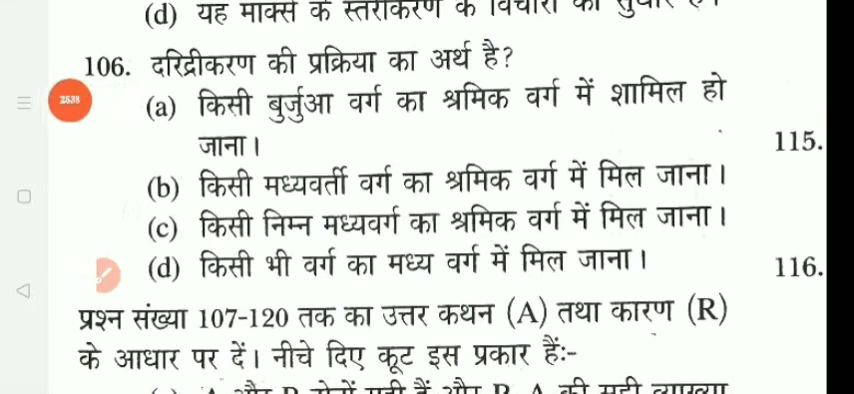 (d) यह मार्क्स के स्तरीकरण के विचारों का
106. दरिद्रीकरण की प्रक्रिया का अर्थ है?
2538
(a) किसी बुर्जुआ वर्ग का श्रमिक वर्ग में शामिल हो
जाना।
115.
(b) किसी मध्यवर्ती वर्ग का श्रमिक वर्ग में मिल जाना।
(c) किसी निम्न मध्यवर्ग का श्रमिक वर्ग में मिल जाना।
(d) किसी भी वर्ग का मध्य वर्ग में मिल जाना।
116.
प्रश्न संख्या 107-120 तक का उत्तर कथन (A) तथा कारण (R)
के आधार पर दें। नीचे दिए कूट इस प्रकार हैं:-